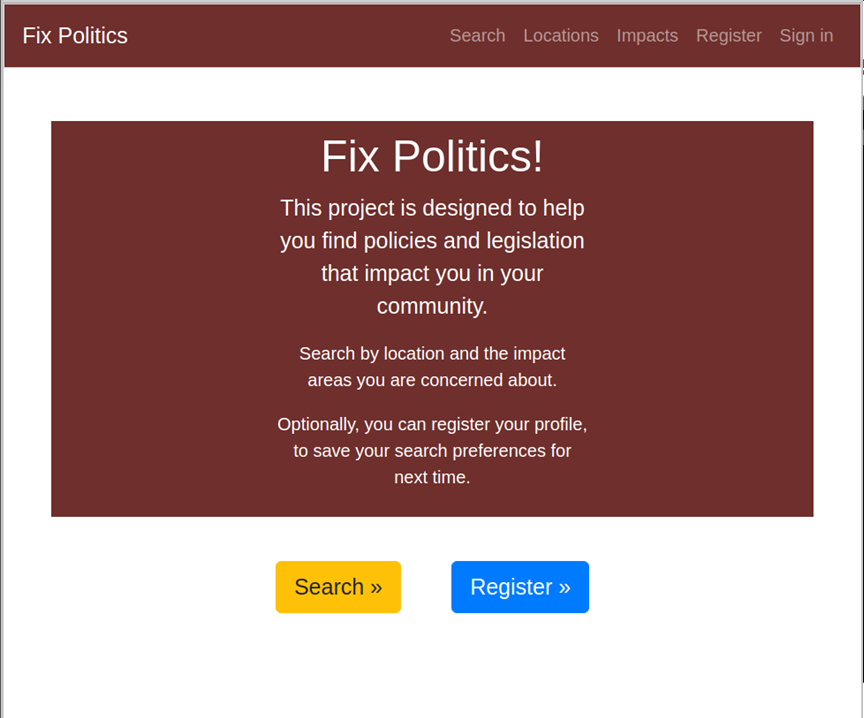 Fix Politics Search Locations Impacts Register Sign in
Fix Politics!
This project is designed to help
you find policies and legislation
that impact you in your
community.
Search by location and the impact
areas you are concerned about.
Optionally, you can register your profile,
to save your search preferences for
next time.
Search » Register »